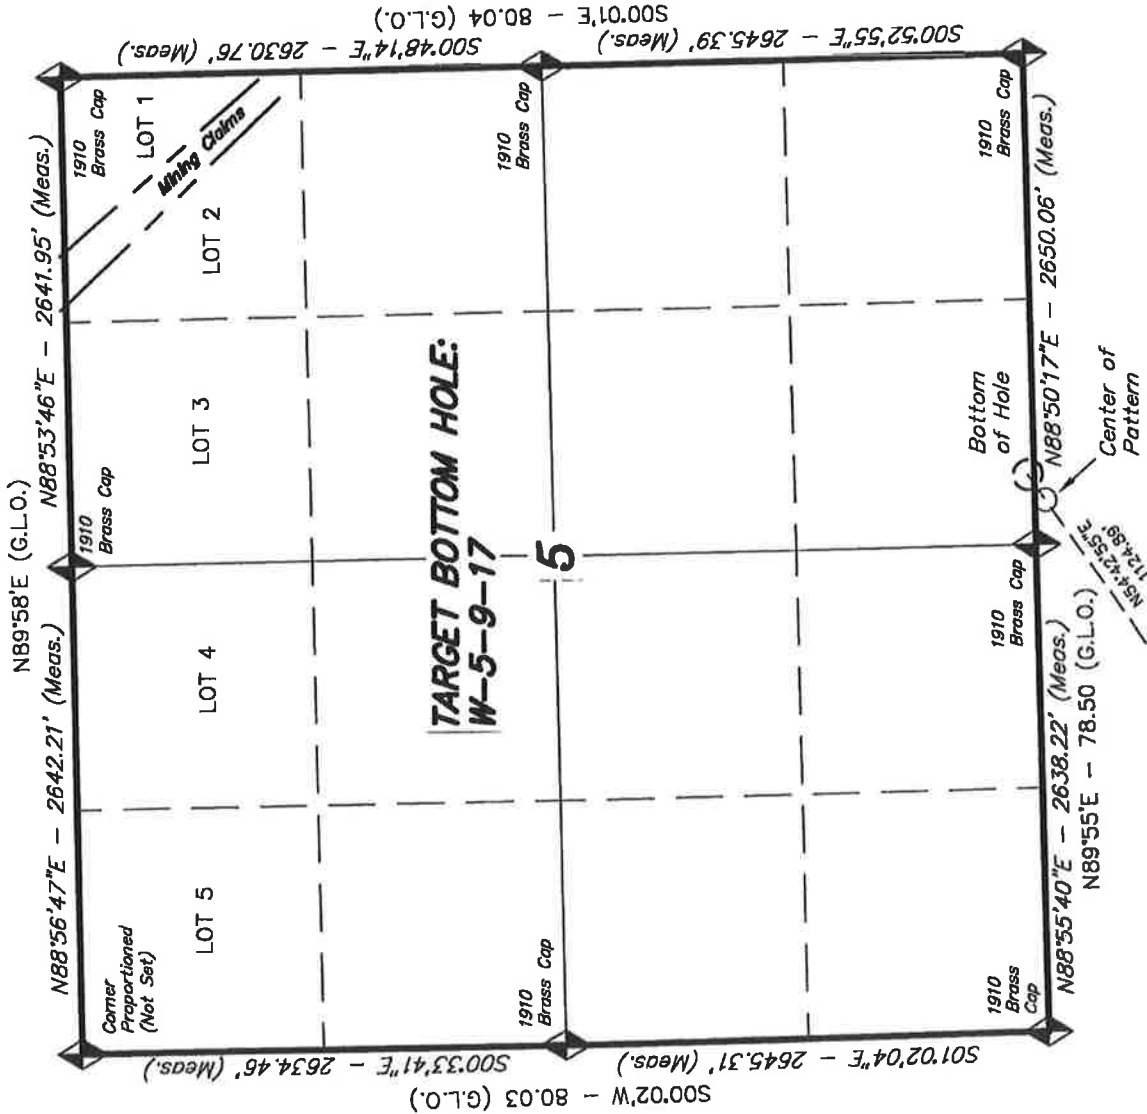 N89°58'E (G.L.O.)
N88°56'47"E – 2642.21' (Meas.)
N88°53'46"E – 2641.95' (Meas.)
Corner
Proportioned
(Not Set)
1910
Brass Cap
1910
Brass Cap
LOT 5
LOT 4
LOT 3
LOT 2
LOT 1
Mining Claims
S00°33'41"E – 2634.46' (Meas.)
S00°02'W – 80.03 (G.L.O.)
S01°02'04"E – 2645.31' (Meas.)
S00°48'14"E – 2630.76' (Meas.)
S00°01'E – 80.04 (G.L.O.)
S00°52'55"E – 2645.39' (Meas.)
TARGET BOTTOM HOLE:
W–5–9–17
5
1910
Brass Cap
1910
Brass Cap
Bottom
of Hole
1910
Brass
Cap
1910
Brass Cap
1910
Brass Cap
N88°55'40"E – 2638.22' (Meas.)
N88°50'17"E – 2650.06' (Meas.)
N89°55'E – 78.50 (G.L.O.)
Center of
Pattern
N54°42'55"E
1124.89'